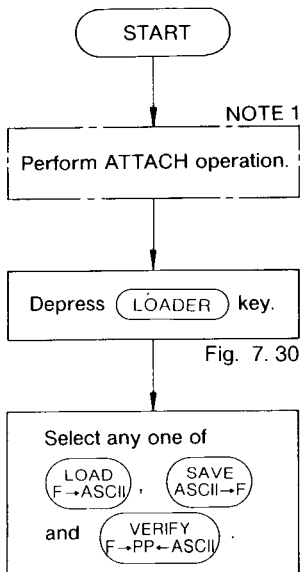 START
NOTE 1
Perform ATTACH operation.
Depress LOADER key.
Fig. 7. 30
Select any one of
LOAD SAVE
F→ASCII , ASCII→F
and VERIFY .
F→PP←ASCII